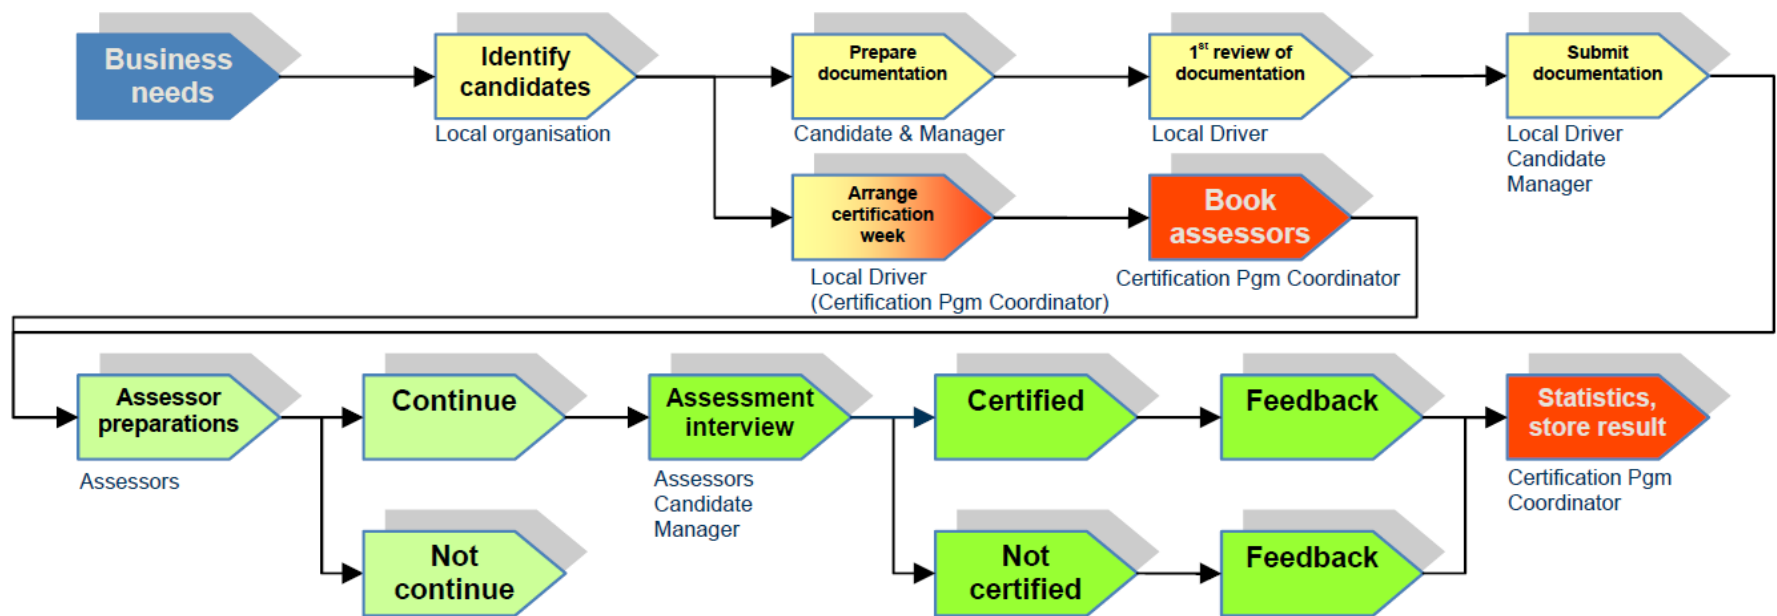 Business
needs
Identify
candidates
Local organisation
Prepare
documentation
Candidate & Manager
1st review of
documentation
Local Driver
Submit
documentation
Local Driver
Candidate
Manager
Arrange
certification
week
Local Driver
(Certification Pgm Coordinator)
Book
assessors
Certification Pgm Coordinator
Assessor
preparations
Assessors
Continue
Assessment
interview
Assessors
Candidate
Manager
Certified
Feedback
Statistics,
store result
Certification Pgm
Coordinator
Not
continue
Not
certified
Feedback